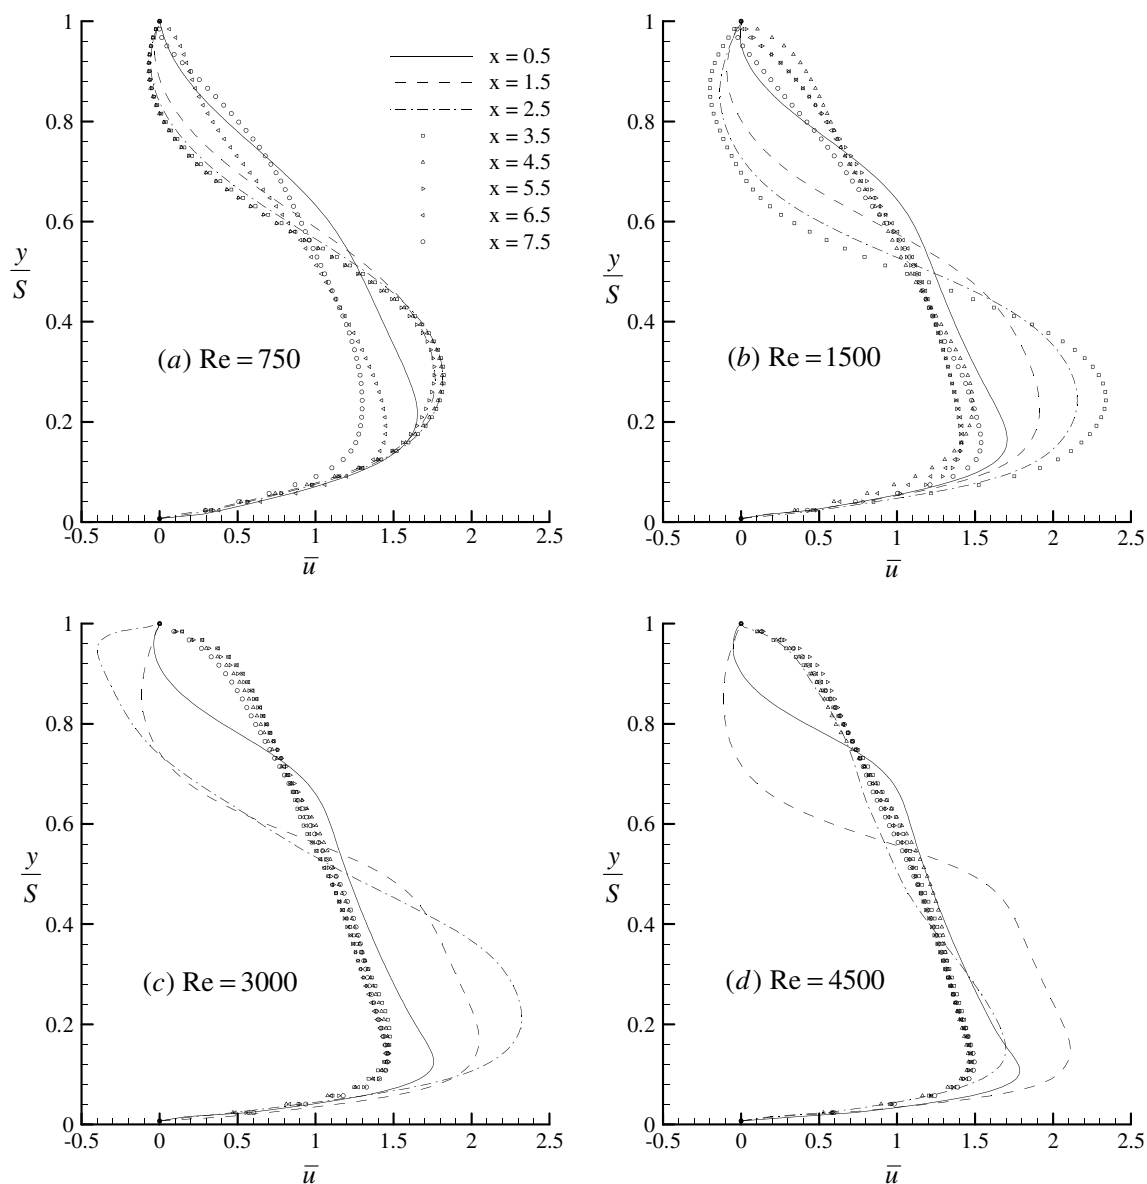 1
0.8
0.6
0.4
0.2
0
y
S
-0.5 0 0.5 1 1.5 2 2.5
u̅
x = 0.5
x = 1.5
x = 2.5
x = 3.5
x = 4.5
x = 5.5
x = 6.5
x = 7.5
(a) Re = 750
1
0.8
0.6
0.4
0.2
0
y
S
-0.5 0 0.5 1 1.5 2 2.5
u̅
(b) Re = 1500
1
0.8
0.6
0.4
0.2
0
y
S
-0.5 0 0.5 1 1.5 2 2.5
u̅
(c) Re = 3000
1
0.8
0.6
0.4
0.2
0
y
S
-0.5 0 0.5 1 1.5 2 2.5
u̅
(d) Re = 4500